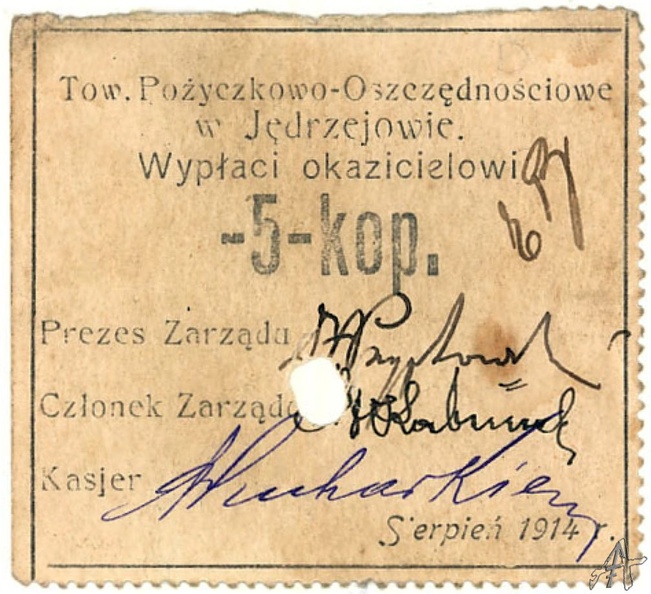 Tow. Pożyczkowo-Oszczędnościowe
w Jędrzejowie.
Wypłaci okazicielowi
-5-kop.
Prezes Zarządu
Członek Zarządu
Kasjer
Sierpień 1914 r.